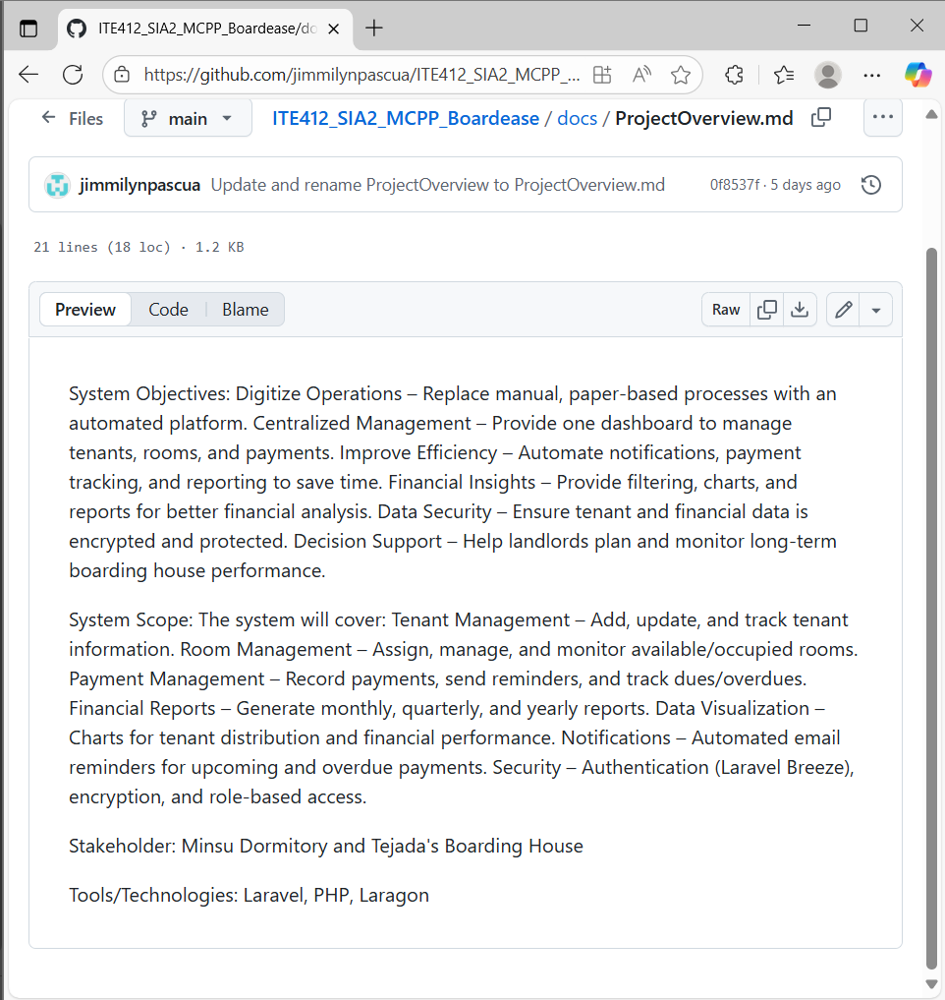 ITE412_SIA2_MCPP_Boardease/do
https://github.com/jimmilynpascua/ITE412_SIA2_MCPP_...
Files
main
ITE412_SIA2_MCPP_Boardease / docs / ProjectOverview.md
jimmilynpascua Update and rename ProjectOverview to ProjectOverview.md 0f8537f · 5 days ago
21 lines (18 loc) · 1.2 KB
Preview Code Blame Raw
System Objectives: Digitize Operations – Replace manual, paper-based processes with an
automated platform. Centralized Management – Provide one dashboard to manage
tenants, rooms, and payments. Improve Efficiency – Automate notifications, payment
tracking, and reporting to save time. Financial Insights – Provide filtering, charts, and
reports for better financial analysis. Data Security – Ensure tenant and financial data is
encrypted and protected. Decision Support – Help landlords plan and monitor long-term
boarding house performance.
System Scope: The system will cover: Tenant Management – Add, update, and track tenant
information. Room Management – Assign, manage, and monitor available/occupied rooms.
Payment Management – Record payments, send reminders, and track dues/overdues.
Financial Reports – Generate monthly, quarterly, and yearly reports. Data Visualization –
Charts for tenant distribution and financial performance. Notifications – Automated email
reminders for upcoming and overdue payments. Security – Authentication (Laravel Breeze),
encryption, and role-based access.
Stakeholder: Minsu Dormitory and Tejada's Boarding House
Tools/Technologies: Laravel, PHP, Laragon